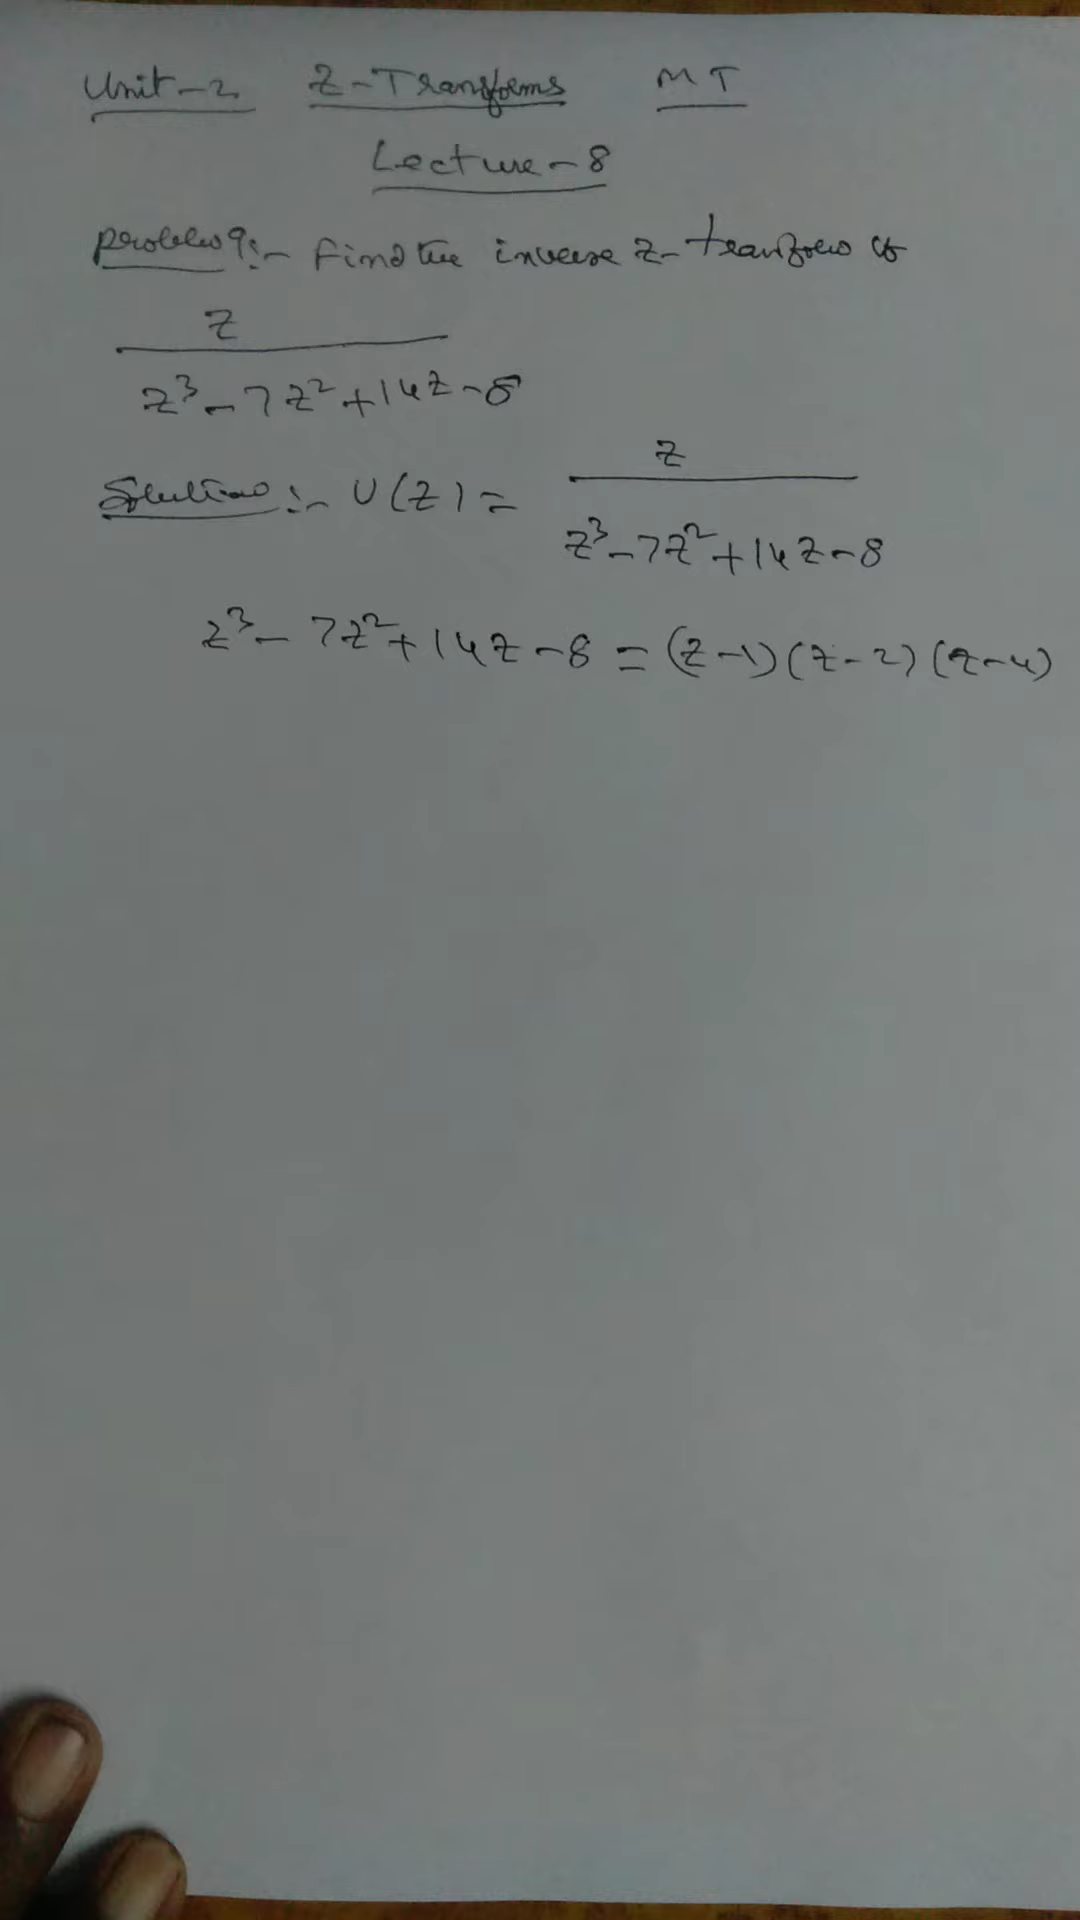 Unit-2 Z-Transforms MT
Lecture-8
Problem 9:- Find the inverse Z-transform of
z
z³-7z²+14z-8
Solution:- U(z) = z
z³-7z²+14z-8
z³-7z²+14z-8 = (z-1)(z-2)(z-4)